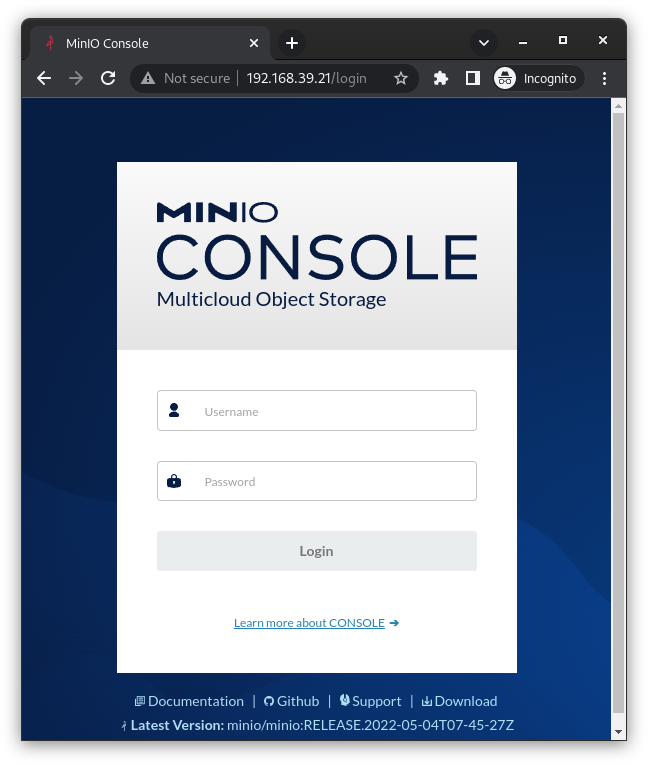 MinIO Console
Not secure | 192.168.39.21/login
Incognito
MINIO
CONSOLE
Multicloud Object Storage
Username
Password
Login
Learn more about CONSOLE ➔
Documentation | Github | Support | Download
Latest Version: minio/minio:RELEASE.2022-05-04T07-45-27Z